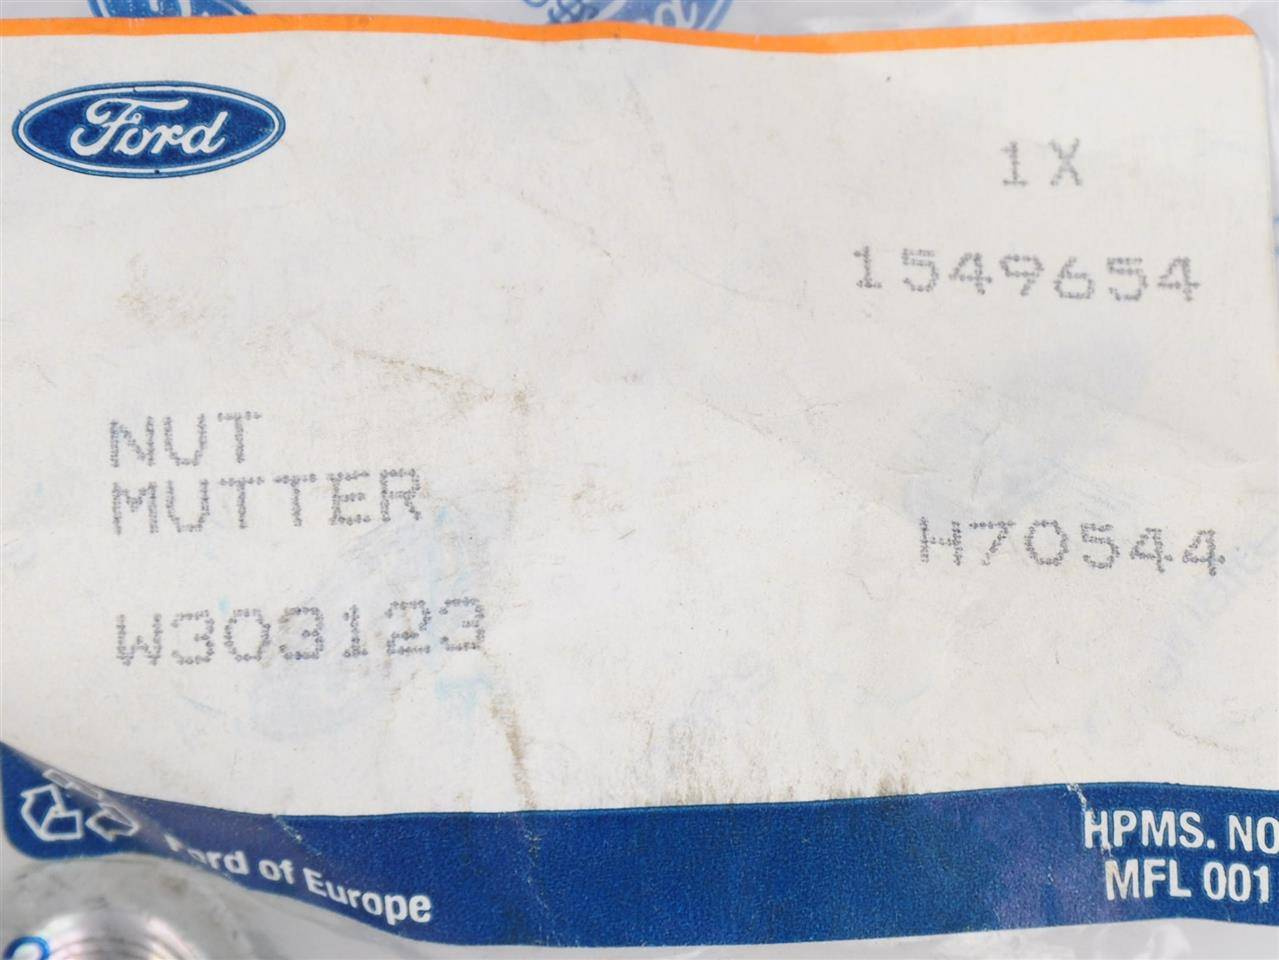 Ford
1X
1549654
NUT
MUTTER
H70544
W303123
Ford of Europe
HPMS. NO
MFL 001